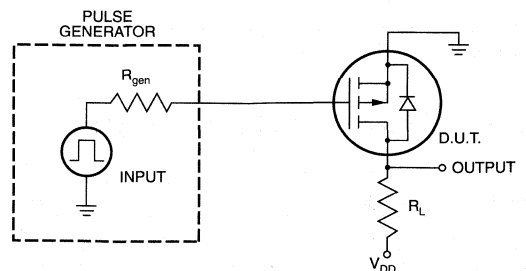 PULSE
GENERATOR
Rgen
INPUT
D.U.T.
OUTPUT
RL
VDD